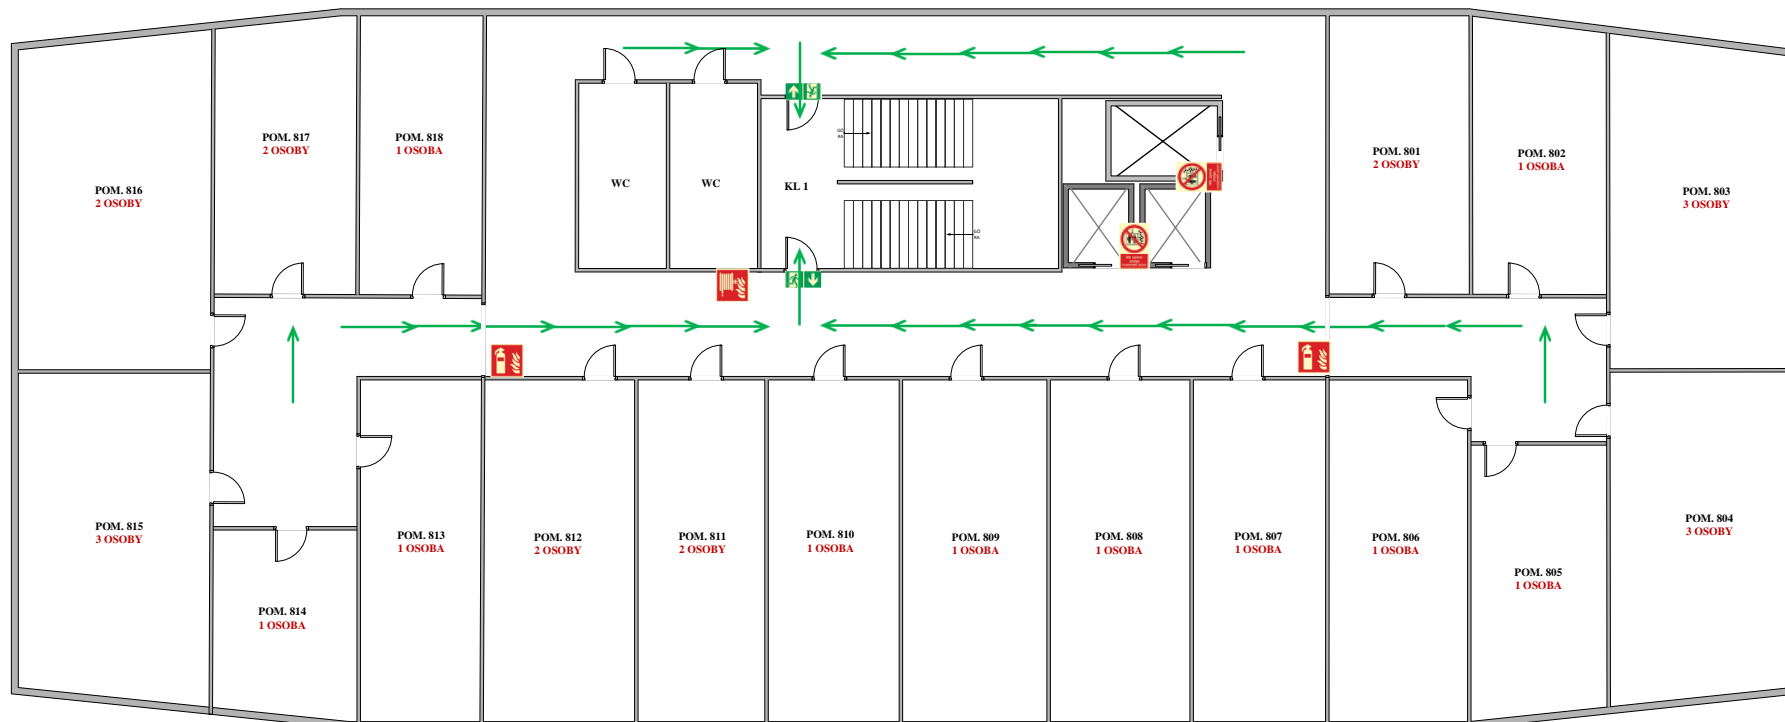 POM. 817
2 OSOBY
POM. 818
1 OSOBA
POM. 816
2 OSOBY
WC
WC
KL 1
GO
RA
GO
RA
POM. 801
2 OSOBY
POM. 802
1 OSOBA
POM. 803
3 OSOBY
POM. 815
3 OSOBY
POM. 814
1 OSOBA
POM. 813
1 OSOBA
POM. 812
2 OSOBY
POM. 811
2 OSOBY
POM. 810
1 OSOBA
POM. 809
1 OSOBA
POM. 808
1 OSOBA
POM. 807
1 OSOBA
POM. 806
1 OSOBA
POM. 805
1 OSOBA
POM. 804
3 OSOBY